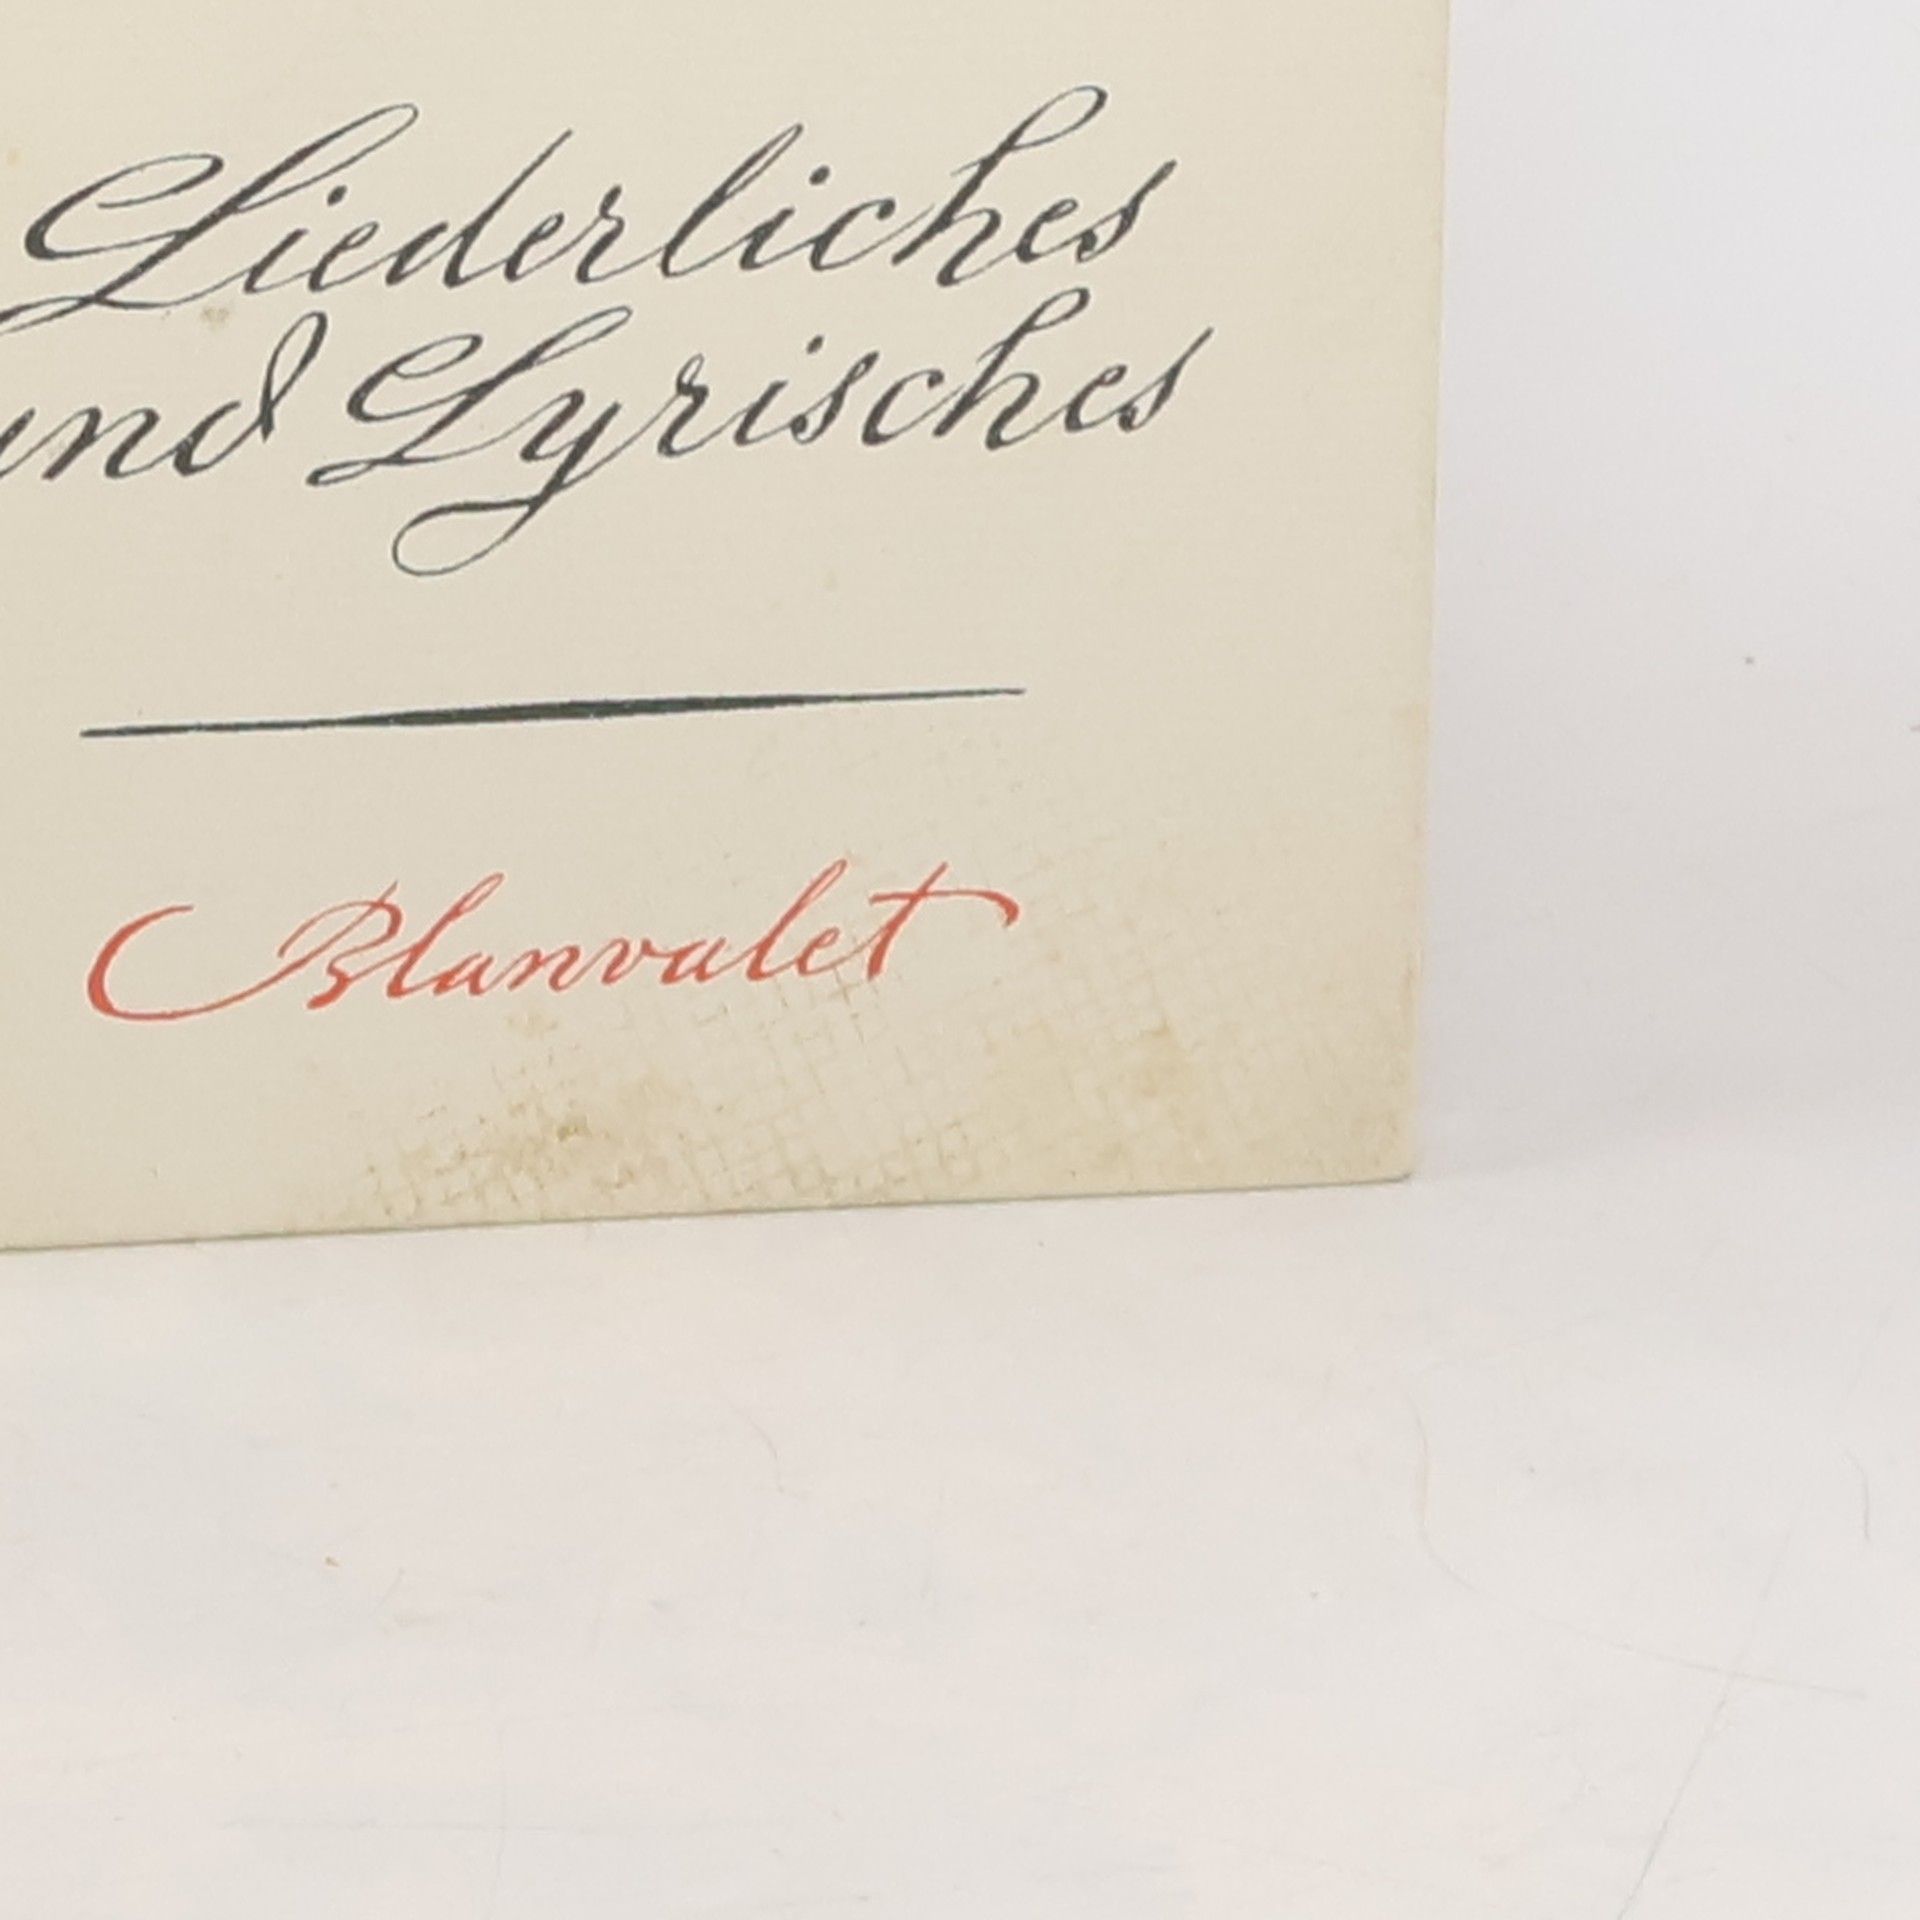 Liederliches
und Lyrisches
Blanvalet